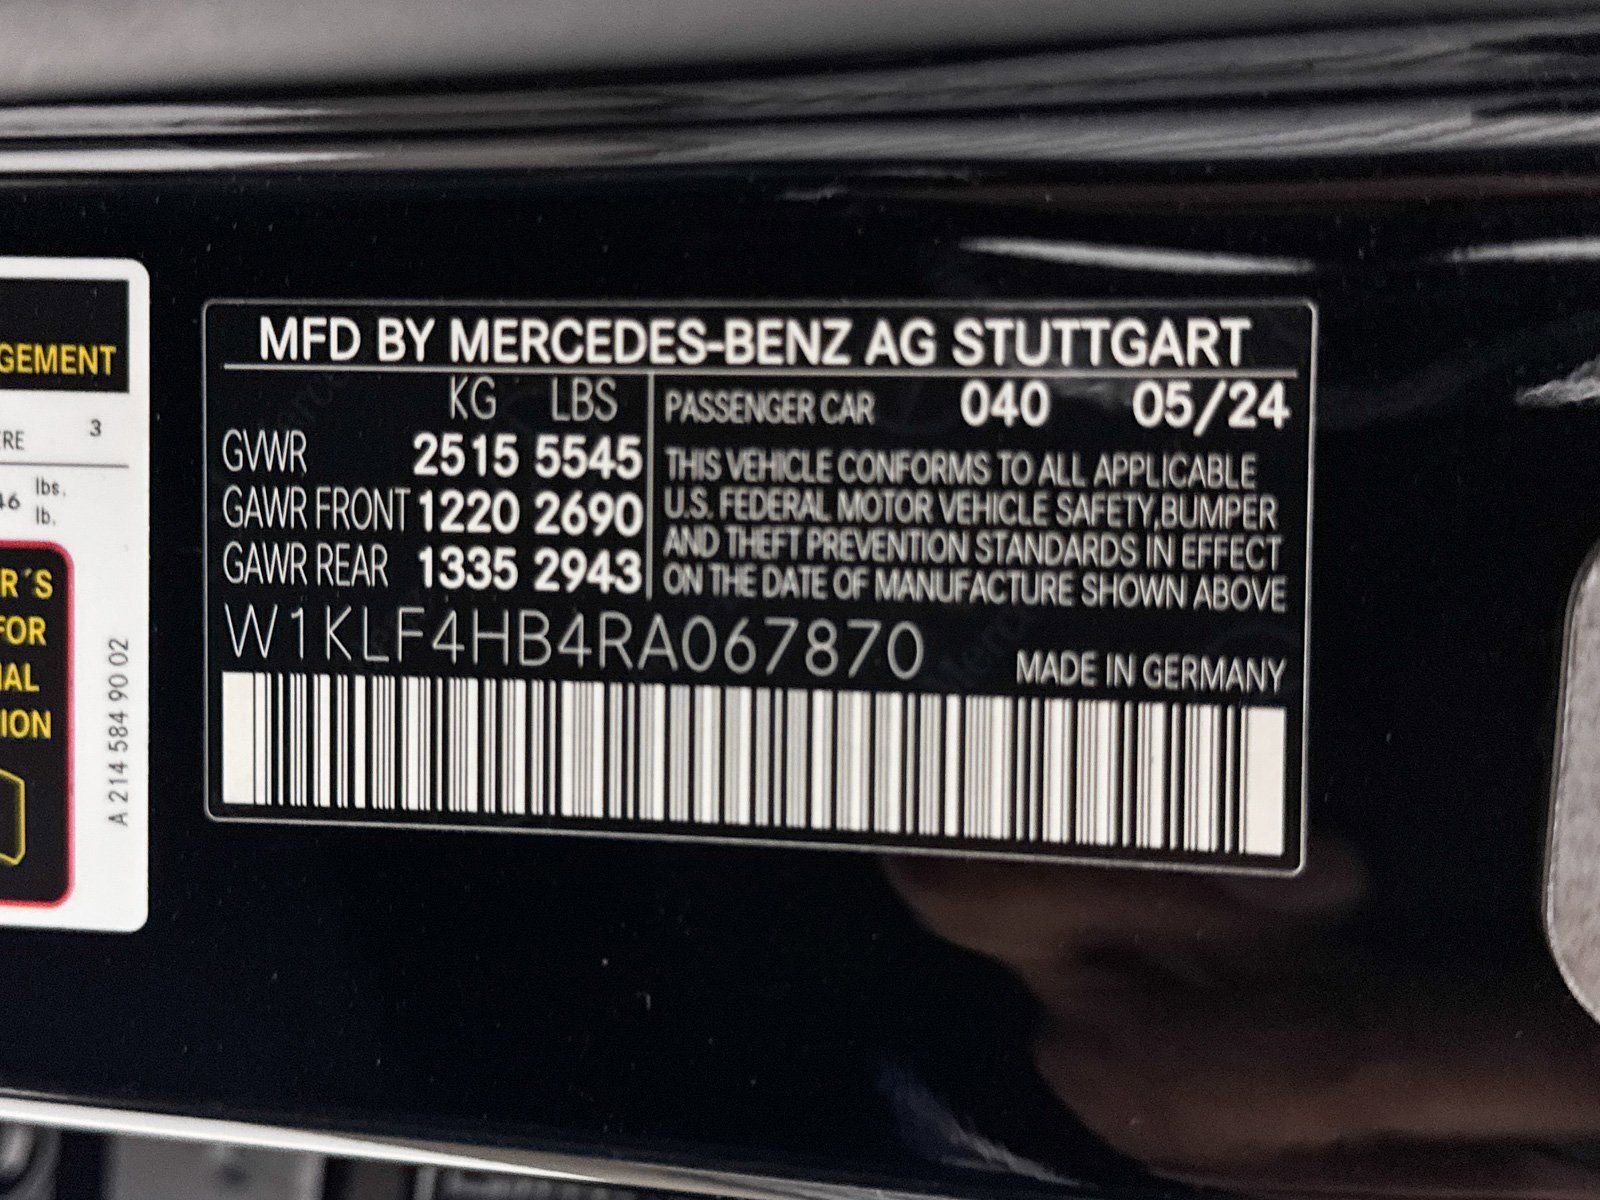 MFD BY MERCEDES-BENZ AG STUTTGART
KG LBS
GVWR 2515 5545
GAWR FRONT 1220 2690
GAWR REAR 1335 2943
PASSENGER CAR 040 05/24
THIS VEHICLE CONFORMS TO ALL APPLICABLE
U.S. FEDERAL MOTOR VEHICLE SAFETY,BUMPER
AND THEFT PREVENTION STANDARDS IN EFFECT
ON THE DATE OF MANUFACTURE SHOWN ABOVE
W1KLF4HB4RA067870
MADE IN GERMANY
GEMENT
ERE 3
46 lbs.
lb.
R´S
FOR
IAL
ION
A 214 584 90 02